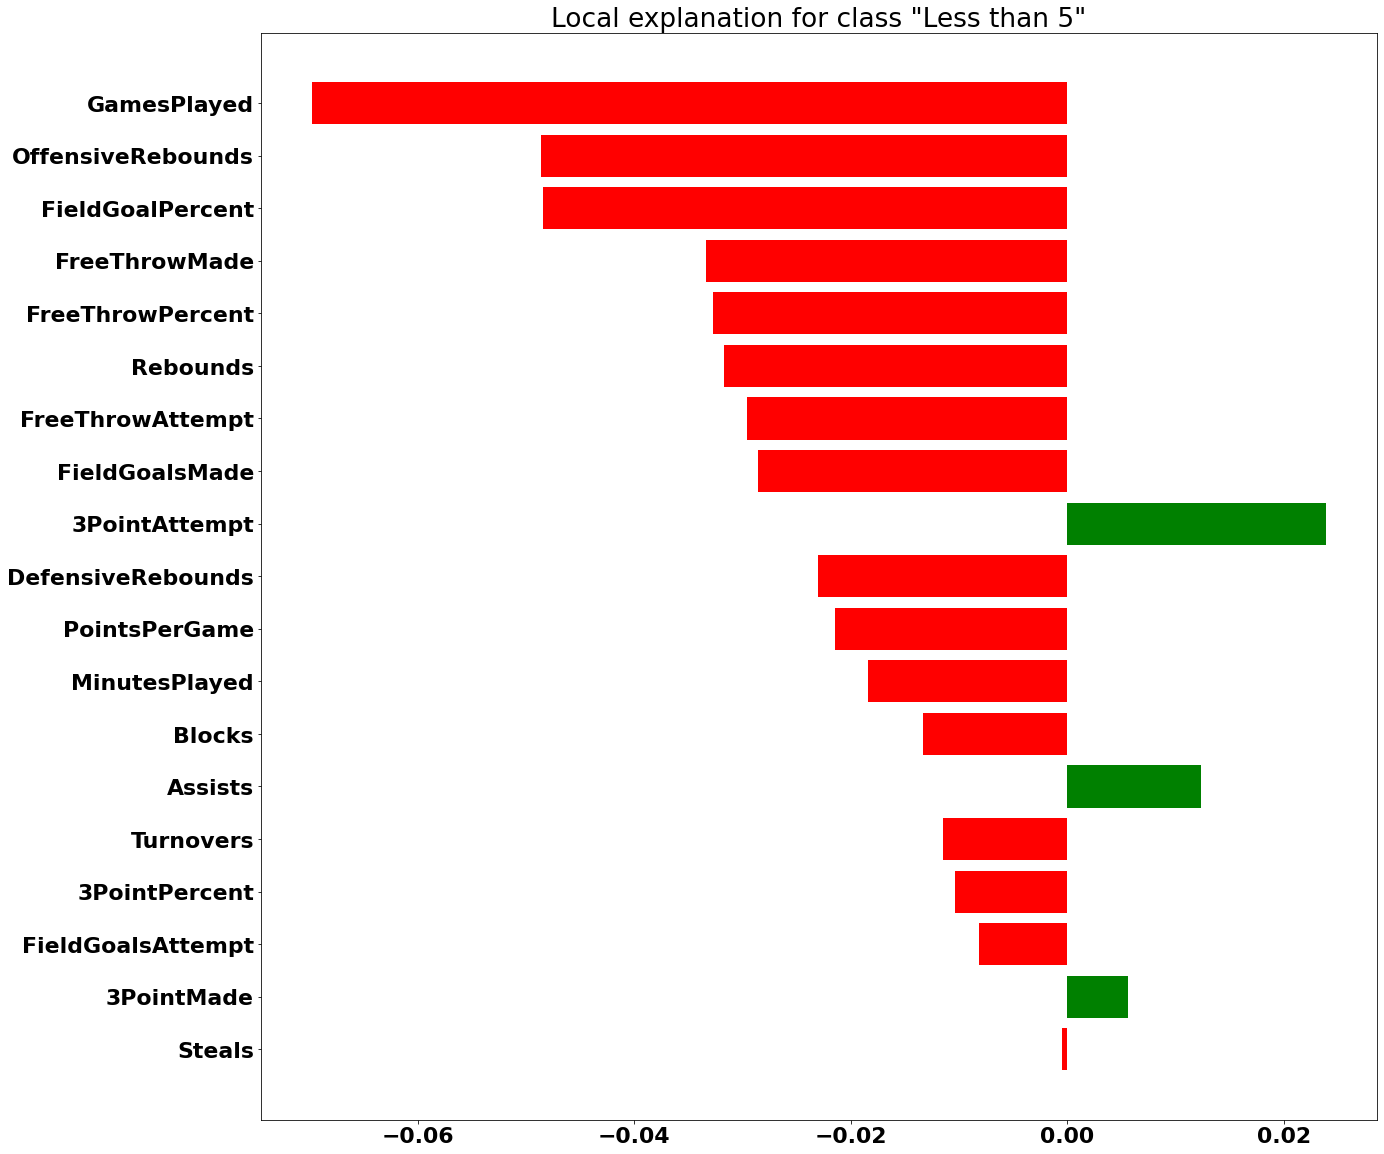 Local explanation for class "Less than 5"
GamesPlayed
OffensiveRebounds
FieldGoalPercent
FreeThrowMade
FreeThrowPercent
Rebounds
FreeThrowAttempt
FieldGoalsMade
3PointAttempt
DefensiveRebounds
PointsPerGame
MinutesPlayed
Blocks
Assists
Turnovers
3PointPercent
FieldGoalsAttempt
3PointMade
Steals
−0.06 −0.04 −0.02 0.00 0.02